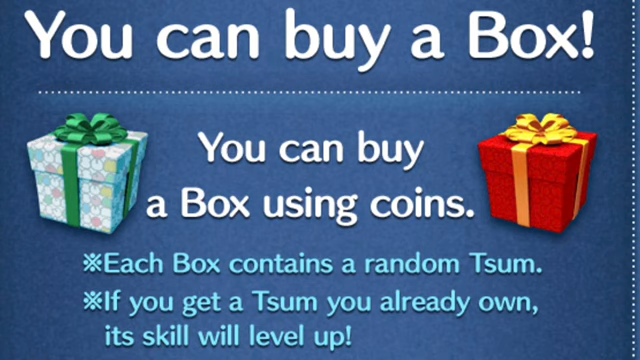 You can buy a Box!
You can buy
a Box using coins.
※Each Box contains a random Tsum.
※If you get a Tsum you already own,
its skill will level up!